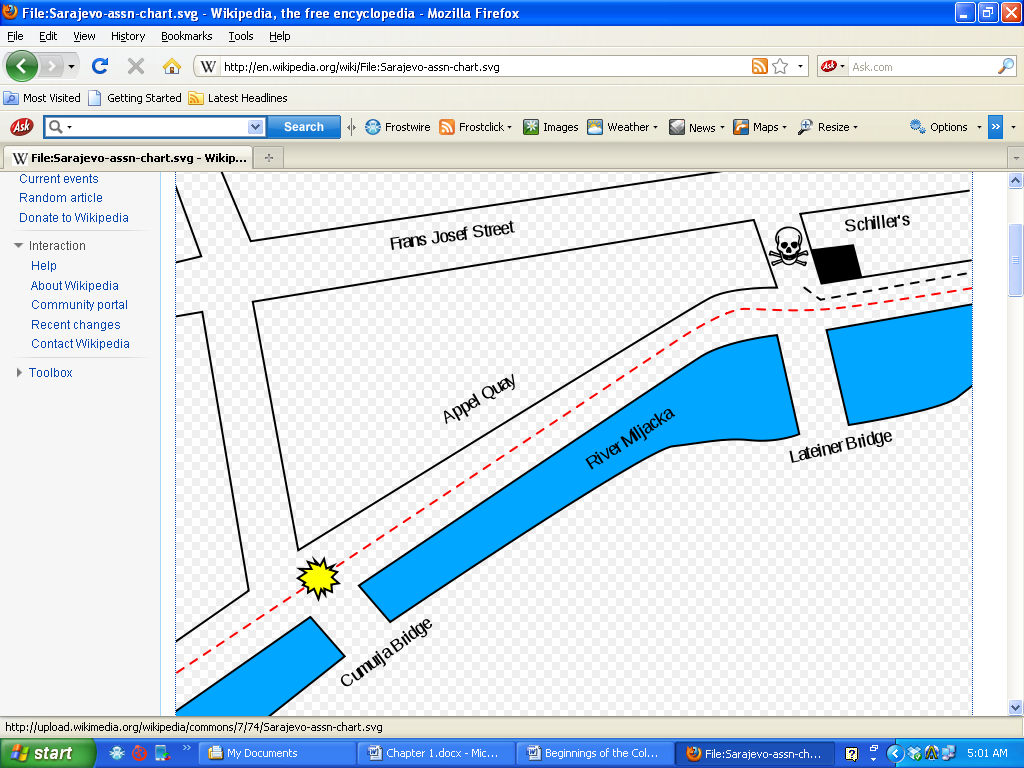 File:Sarajevo-assn-chart.svg - Wikipedia, the free encyclopedia - Mozilla Firefox
File Edit View History Bookmarks Tools Help
W http://en.wikipedia.org/wiki/File:Sarajevo-assn-chart.svg Ask Ask.com
Most Visited Getting Started Latest Headlines
Ask Search Frostwire Frostclick Images Weather News Maps Resize Options »
W File:Sarajevo-assn-chart.svg - Wikip...
Current events
Random article
Donate to Wikipedia
Interaction
Help
About Wikipedia
Community portal
Recent changes
Contact Wikipedia
Toolbox
Frans Josef Street
Schiller's
Appel Quay
River Miljacka
Lateiner Bridge
Cumurja Bridge
http://upload.wikimedia.org/wikipedia/commons/7/74/Sarajevo-assn-chart.svg
start » My Documents Chapter 1.docx - Mic... Beginnings of the Col... File:Sarajevo-assn-ch... 5:01 AM